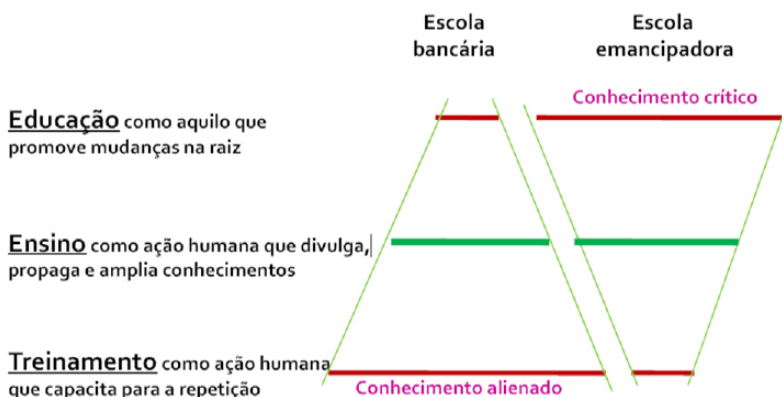 Escola
bancária
Escola
emancipadora
Conhecimento crítico
Educação como aquilo que
promove mudanças na raiz
Ensino como ação humana que divulga,
propaga e amplia conhecimentos
Treinamento como ação humana
que capacita para a repetição
Conhecimento alienado